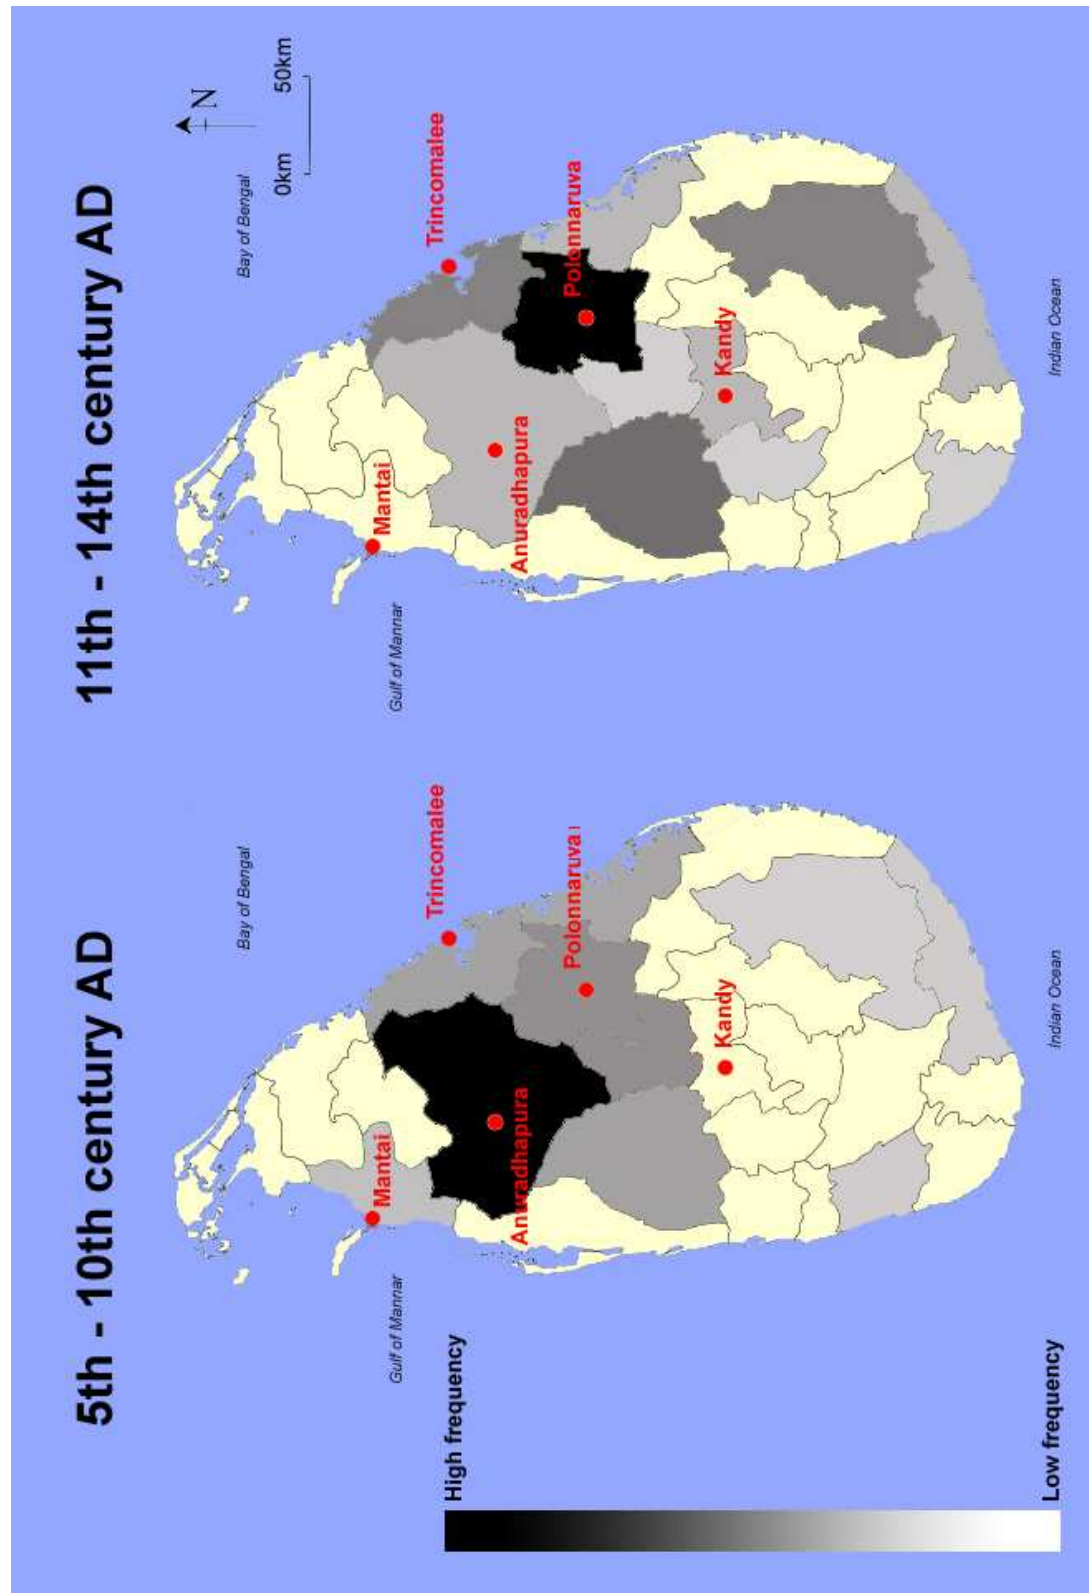 5th - 10th century AD
11th - 14th century AD
Bay of Bengal
Trincomalee
Mantai
Anuradhapura
Polonnaruva
Kandy
Gulf of Mannar
Indian Ocean
High frequency
Low frequency
Bay of Bengal
N
0km
50km
Trincomalee
Mantai
Anuradhapura
Polonnaruva
Kandy
Gulf of Mannar
Indian Ocean